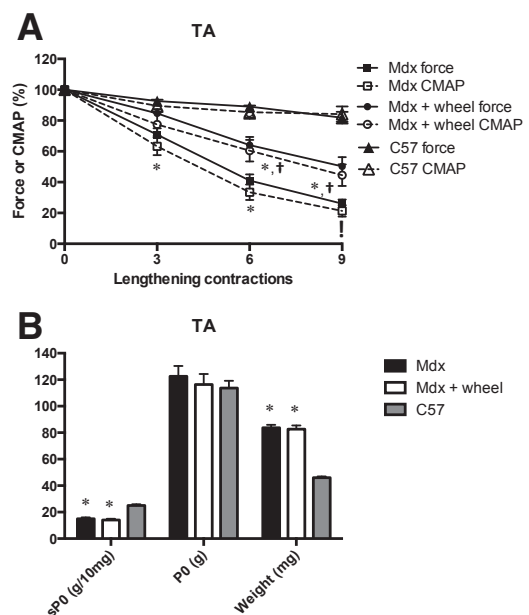 A
TA
Force or CMAP (%)
120
100
80
60
40
20
0
*
*,†
*
*,†
!
0
3
6
9
Lengthening contractions
Mdx force
Mdx CMAP
Mdx + wheel force
Mdx + wheel CMAP
C57 force
C57 CMAP
B
TA
140
120
100
80
60
40
20
0
* *
* *
sP0 (g/10mg)
P0 (g)
Weight (mg)
Mdx
Mdx + wheel
C57